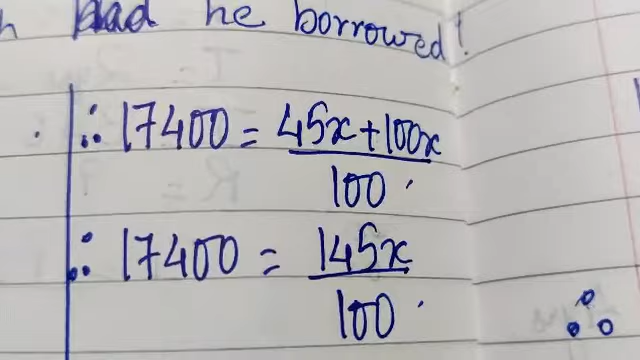 had he borrowed!
∴ 17400 = 45x + 100x / 100
∴ 17400 = 145x / 100
∴